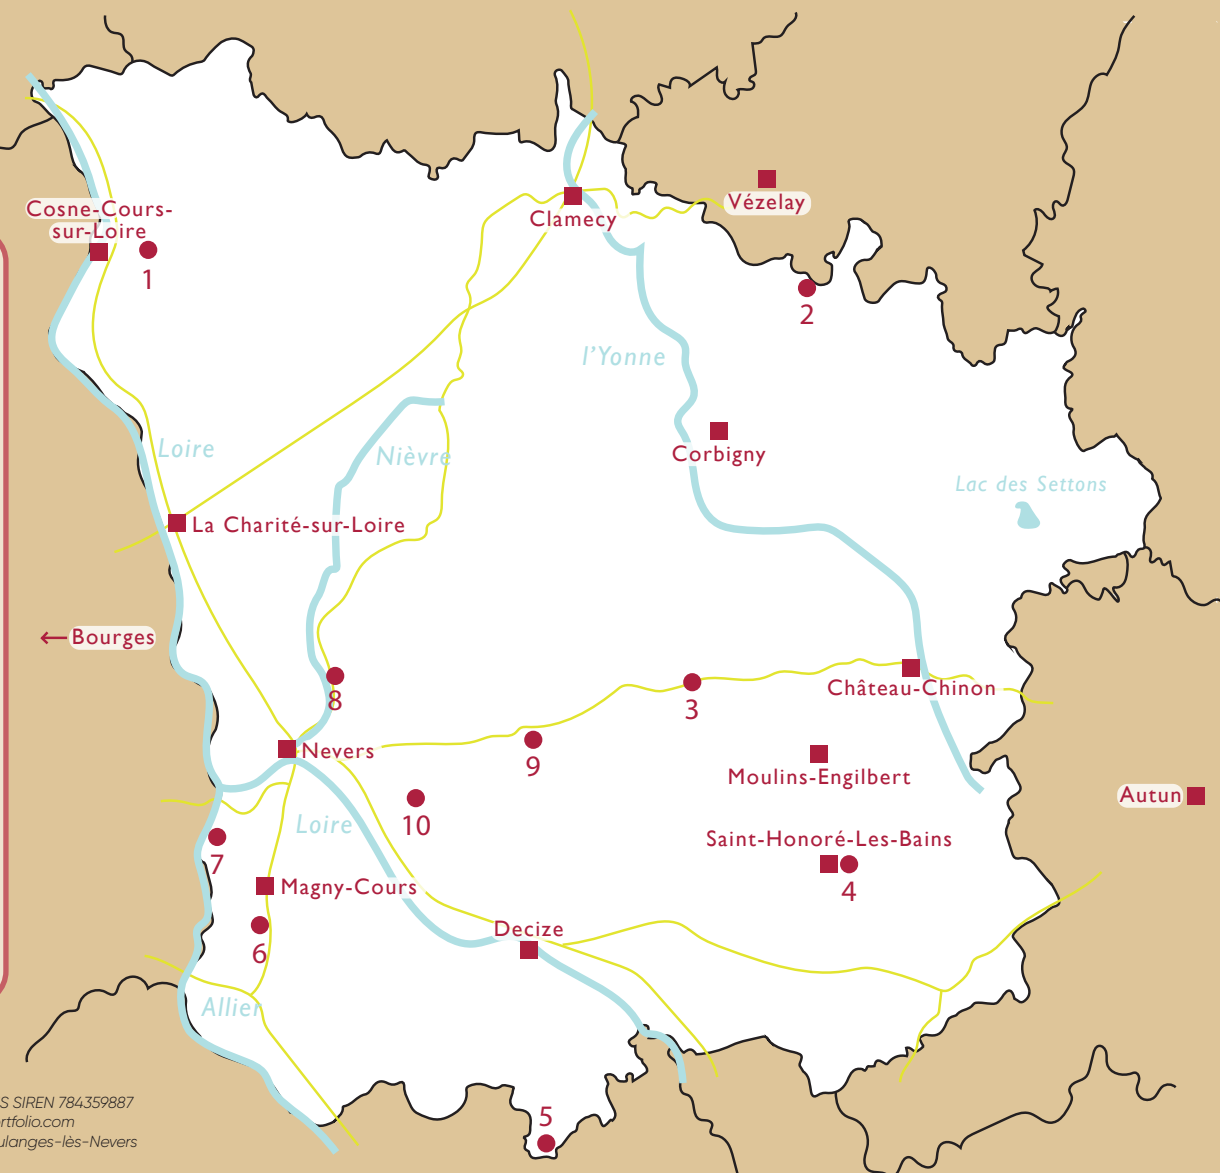 Vézelay
Cosne-Cours-
sur-Loire
Clamecy
1
2
l'Yonne
Loire
Nièvre
Corbigny
Lac des Settons
La Charité-sur-Loire
← Bourges
8
3
Château-Chinon
Nevers
9
Moulins-Engilbert
Autun
Loire
10
7
Saint-Honoré-Les-Bains
4
Magny-Cours
6
Decize
Allier
5
S SIREN 784359887
rtfolio.com
ulanges-lès-Nevers